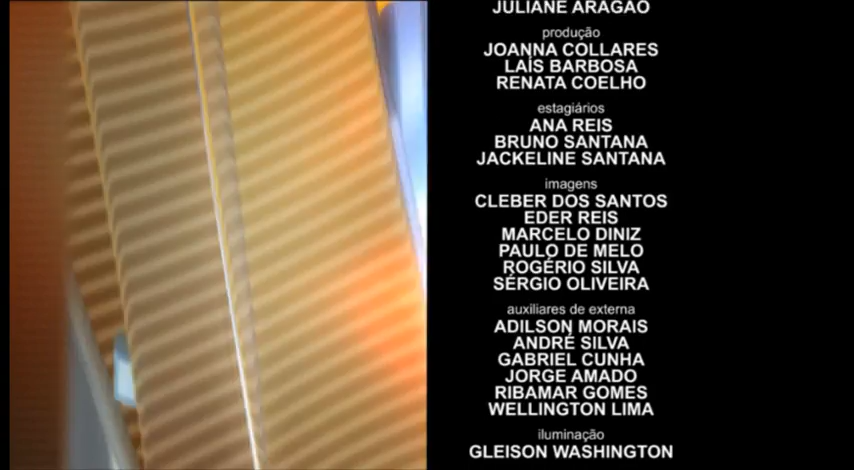 JULIANE ARAGÃO
produção
JOANNA COLLARES
LAÍS BARBOSA
RENATA COELHO
estagiários
ANA REIS
BRUNO SANTANA
JACKELINE SANTANA
imagens
CLEBER DOS SANTOS
EDER REIS
MARCELO DINIZ
PAULO DE MELO
ROGÉRIO SILVA
SÉRGIO OLIVEIRA
auxiliares de externa
ADILSON MORAIS
ANDRÉ SILVA
GABRIEL CUNHA
JORGE AMADO
RIBAMAR GOMES
WELLINGTON LIMA
iluminação
GLEISON WASHINGTON